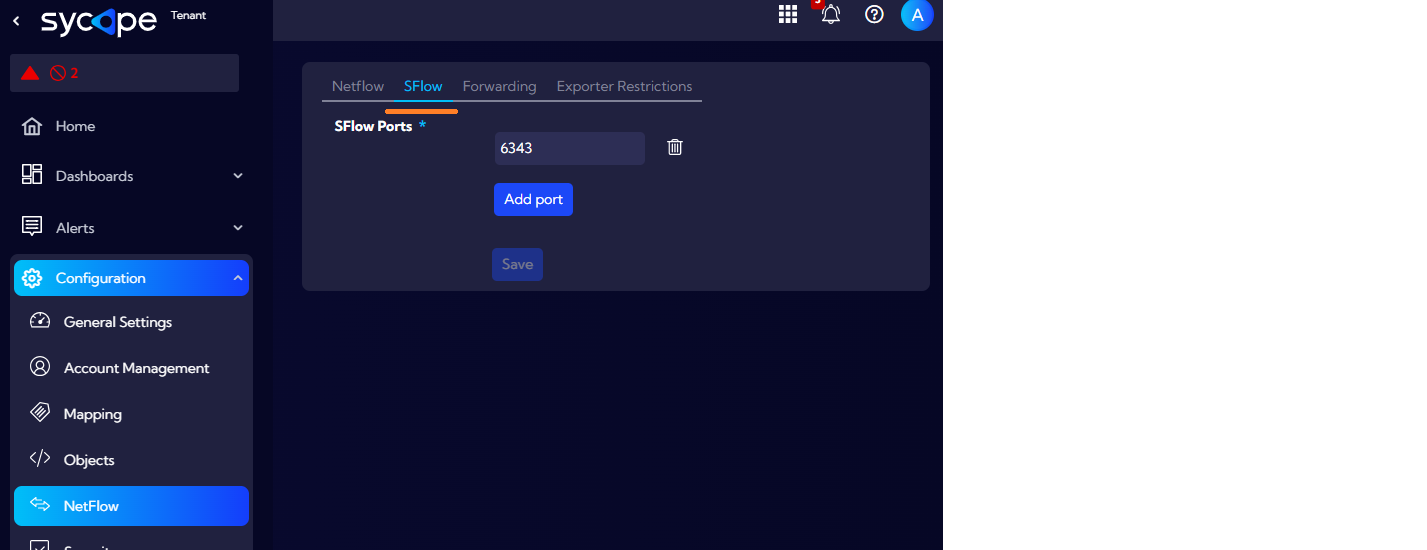 sycope
Tenant
A
2
Home
Dashboards
Alerts
Configuration
General Settings
Account Management
Mapping
Objects
NetFlow
Netflow SFlow Forwarding Exporter Restrictions
SFlow Ports *
6343
Add port
Save